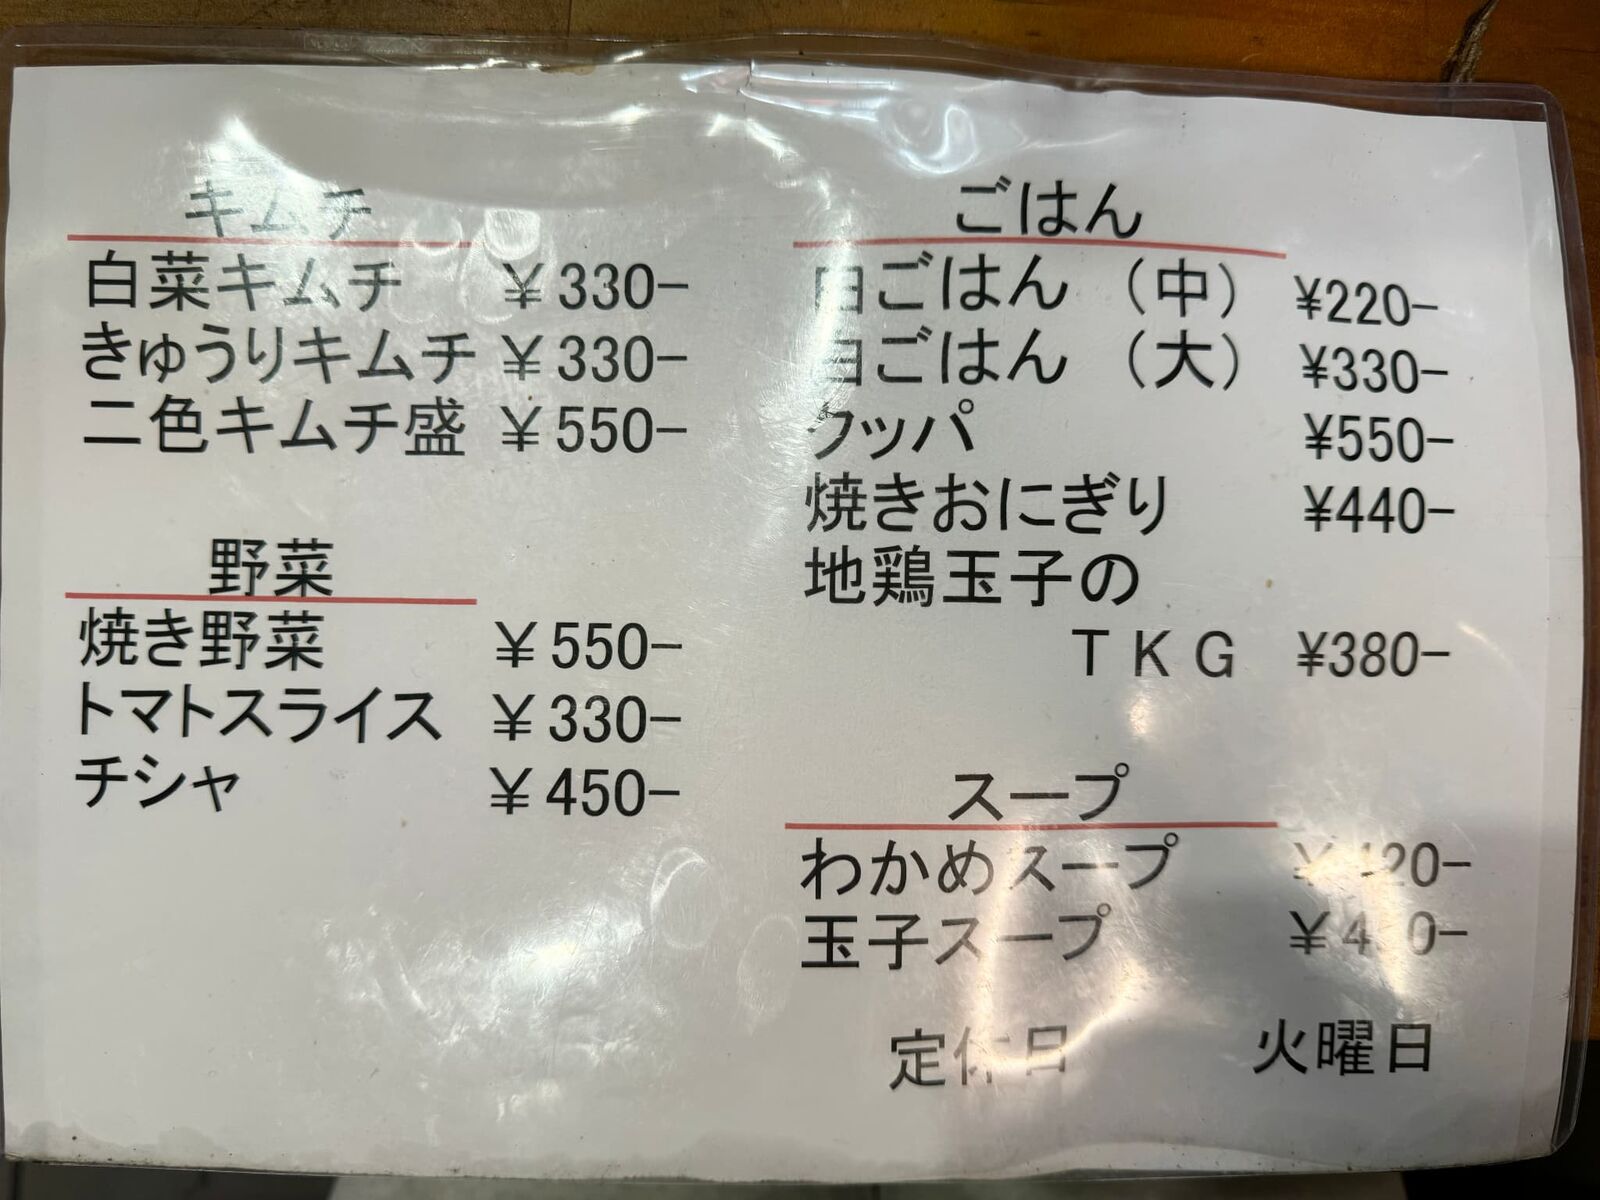 キムチ
白菜キムチ ￥330-
きゅうりキムチ ￥330-
二色キムチ盛 ￥550-
野菜
焼き野菜 ￥550-
トマトスライス ￥330-
チシャ ￥450-
ごはん
白ごはん（中） ¥220-
白ごはん（大） ¥330-
クッパ ¥550-
焼きおにぎり ¥440-
地鶏玉子の
ＴＫＧ ¥380-
スープ
わかめスープ
玉子スープ
定休日 火曜日